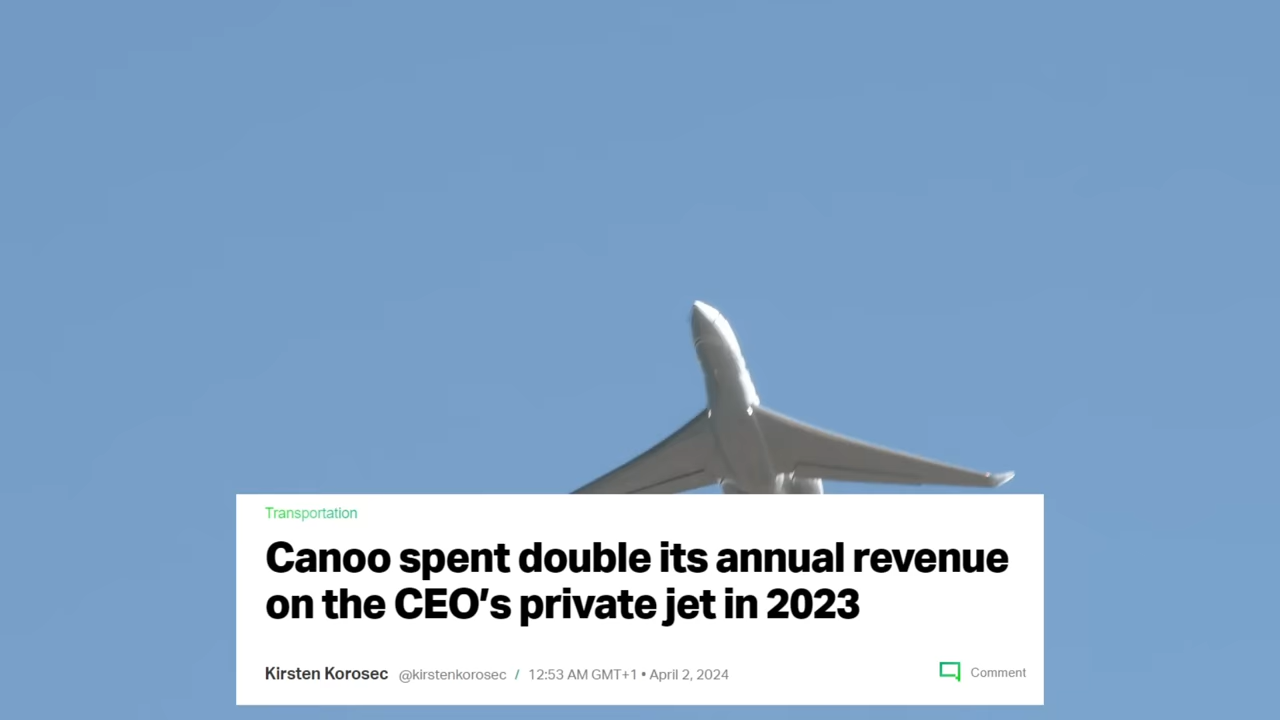 Transportation
Canoo spent double its annual revenue
on the CEO’s private jet in 2023
Kirsten Korosec @kirstenkorosec / 12:53 AM GMT+1 • April 2, 2024
Comment